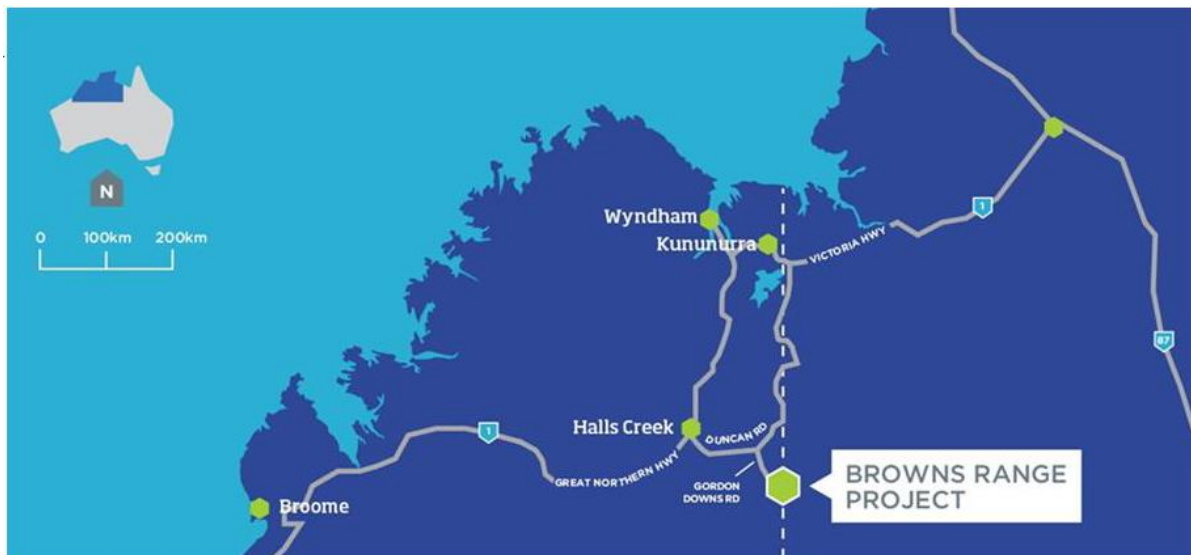 N
0 100km 200km
Wyndham
Kununurra
VICTORIA HWY
1
87
Halls Creek
DUNCAN RD
1
GREAT NORTHERN HWY
GORDON
DOWNS RD
BROWNS RANGE
PROJECT
Broome